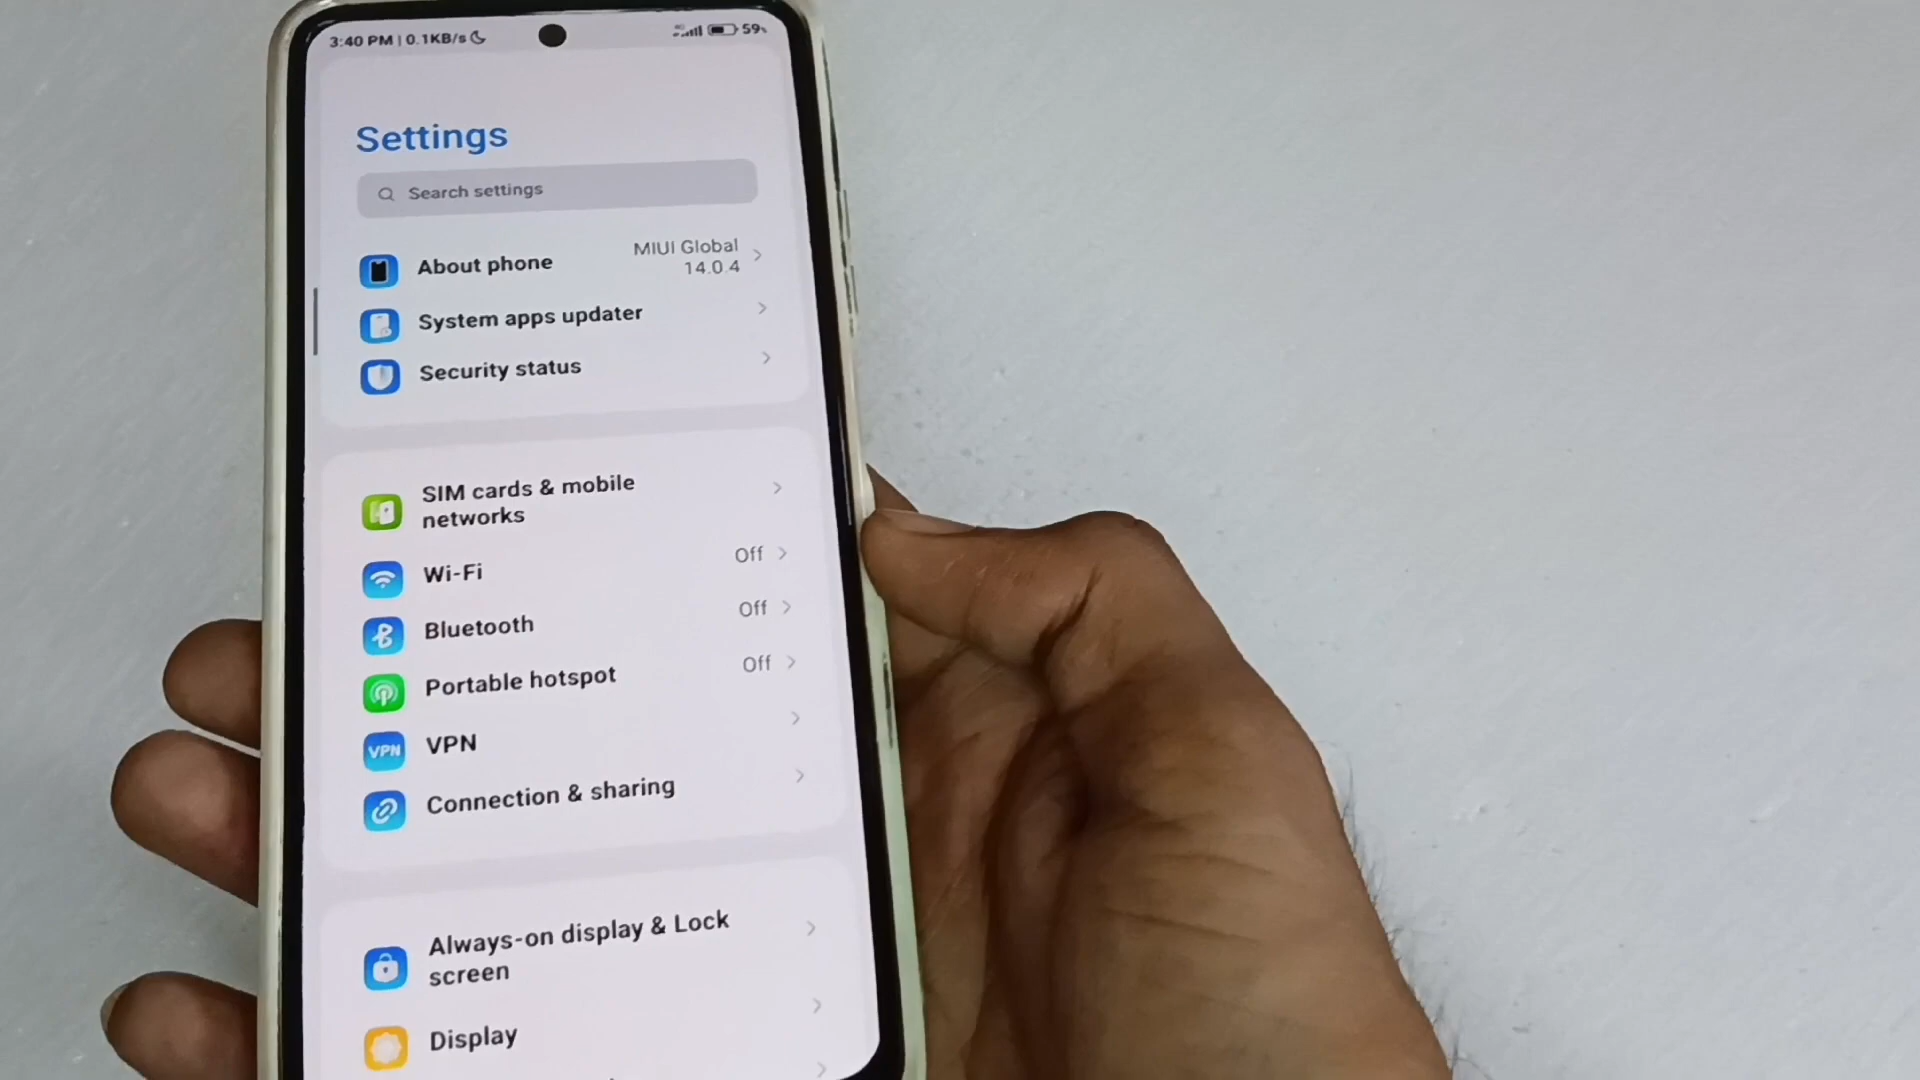 3:40 PM | 0.1KB/s
59%
Settings
Search settings
About phone
MIUI Global
14.0.4
System apps updater
Security status
SIM cards & mobile
networks
Wi-Fi
Off
Bluetooth
Off
Portable hotspot
Off
VPN
VPN
Connection & sharing
Always-on display & Lock
screen
Display